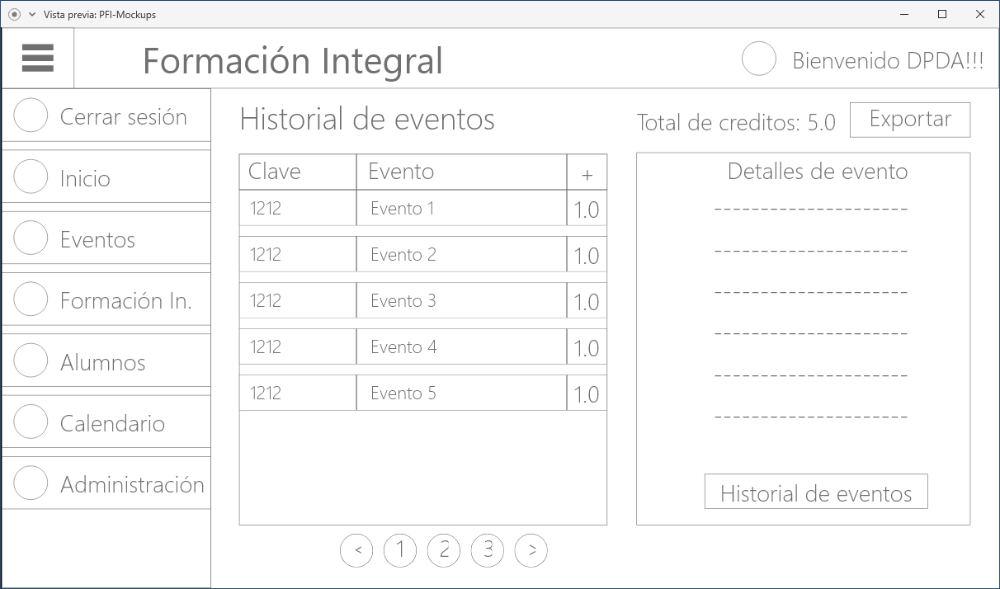 Vista previa: PFI-Mockups
Formación Integral
Bienvenido DPDA!!!
Cerrar sesión
Inicio
Eventos
Formación In.
Alumnos
Calendario
Administración
Historial de eventos
Clave Evento +
1212 Evento 1 1.0
1212 Evento 2 1.0
1212 Evento 3 1.0
1212 Evento 4 1.0
1212 Evento 5 1.0
< 1 2 3 >
Total de creditos: 5.0
Exportar
Detalles de evento
---------------------
---------------------
---------------------
---------------------
---------------------
---------------------
Historial de eventos